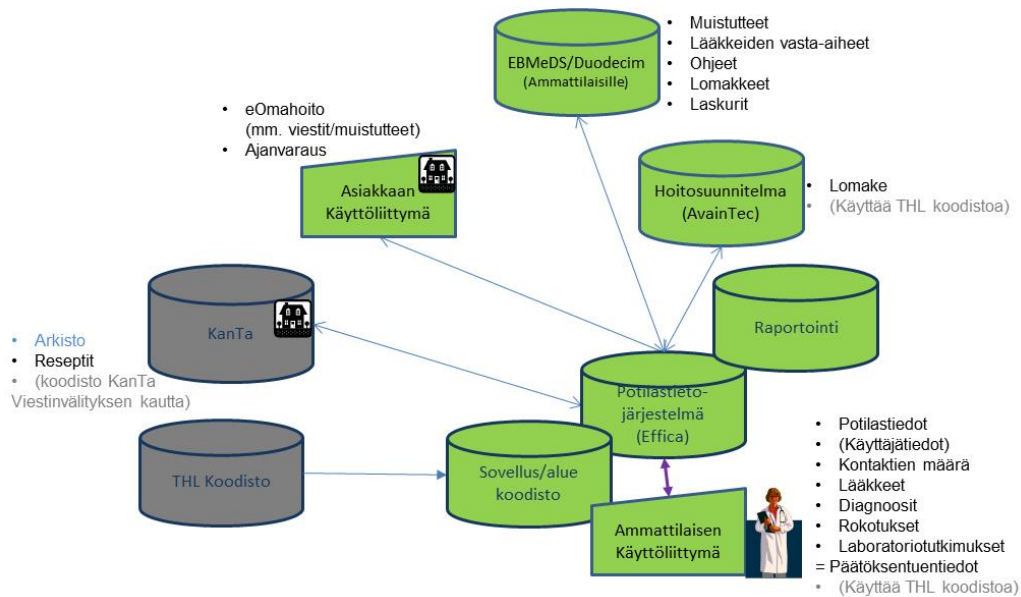 • Muistutteet
• Lääkkeiden vasta-aiheet
• Ohjeet
• Lomakkeet
• Laskurit
EBMeDS/Duodecim
(Ammattilaisille)
• eOmahoito
(mm. viestit/muistutteet)
• Ajanvaraus
Asiakkaan
Käyttöliittymä
Hoitosuunnitelma
(AvainTec)
• Lomake
• (Käyttää THL koodistoa)
Raportointi
KanTa
• Arkisto
• Reseptit
• (koodisto KanTa
Viestinvälityksen kautta)
Potilastieto-
järjestelmä
(Effica)
THL Koodisto
Sovellus/alue
koodisto
Ammattilaisen
Käyttöliittymä
• Potilastiedot
• (Käyttäjätiedot)
• Kontaktien määrä
• Lääkkeet
• Diagnoosit
• Rokotukset
• Laboratoriotutkimukset
= Päätöksentuentiedot
• (Käyttää THL koodistoa)